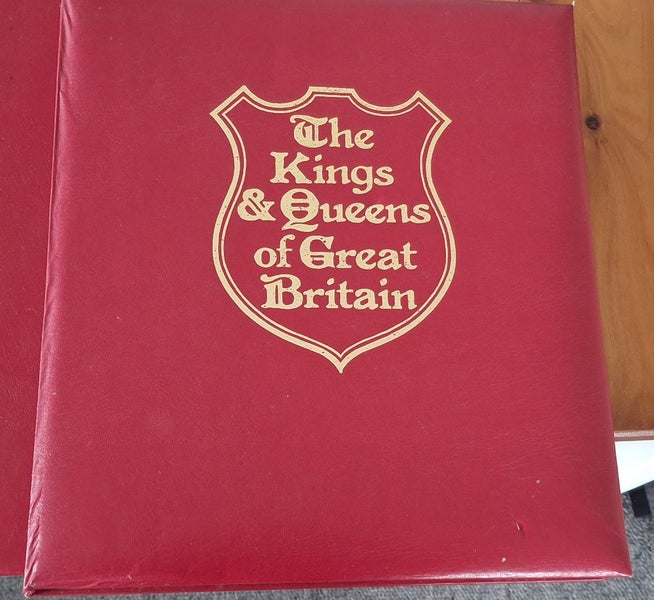 The
Kings
& Queens
of Great
Britain